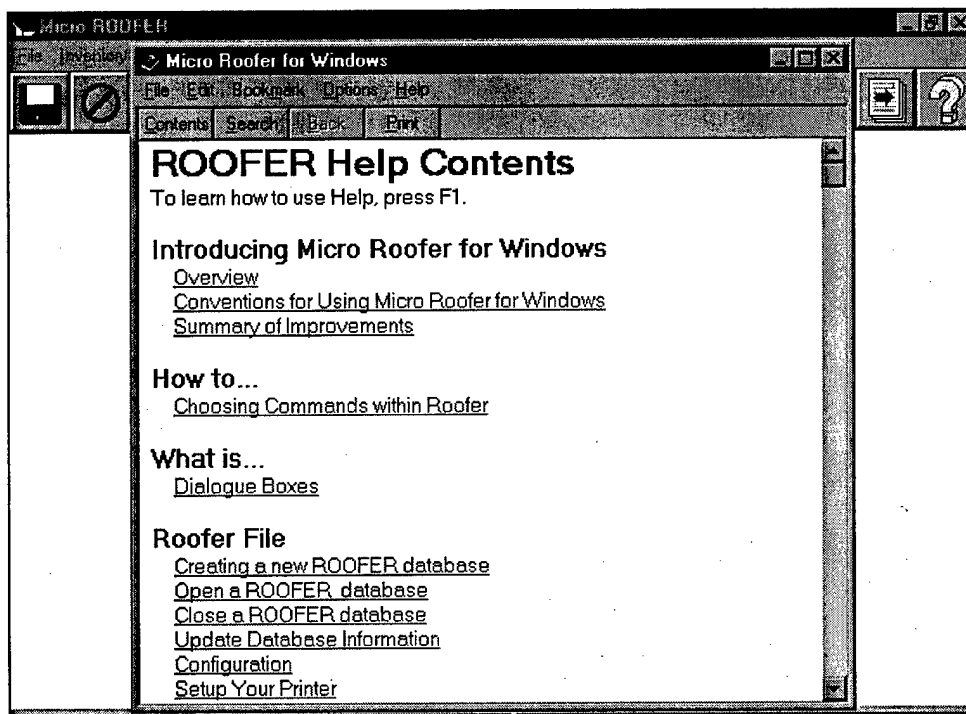 Micro ROOFER
File Inventory
Micro Roofer for Windows
File Edit Bookmark Options Help
Contents Search Back Print
ROOFER Help Contents
To learn how to use Help, press F1.
Introducing Micro Roofer for Windows
Overview
Conventions for Using Micro Roofer for Windows
Summary of Improvements
How to...
Choosing Commands within Roofer
What is...
Dialogue Boxes
Roofer File
Creating a new ROOFER database
Open a ROOFER database
Close a ROOFER database
Update Database Information
Configuration
Setup Your Printer